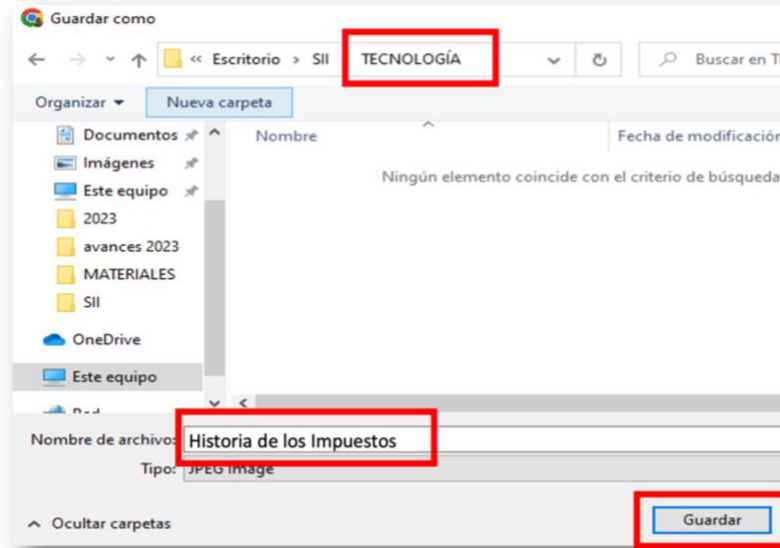 Guardar como
« Escritorio > SII TECNOLOGÍA Buscar en T
Organizar Nueva carpeta
Nombre Fecha de modificación
Ningún elemento coincide con el criterio de búsqueda
Documentos
Imágenes
Este equipo
2023
avances 2023
MATERIALES
SII
OneDrive
Este equipo
Nombre de archivo: Historia de los Impuestos
Tipo: JPEG Image
Ocultar carpetas Guardar